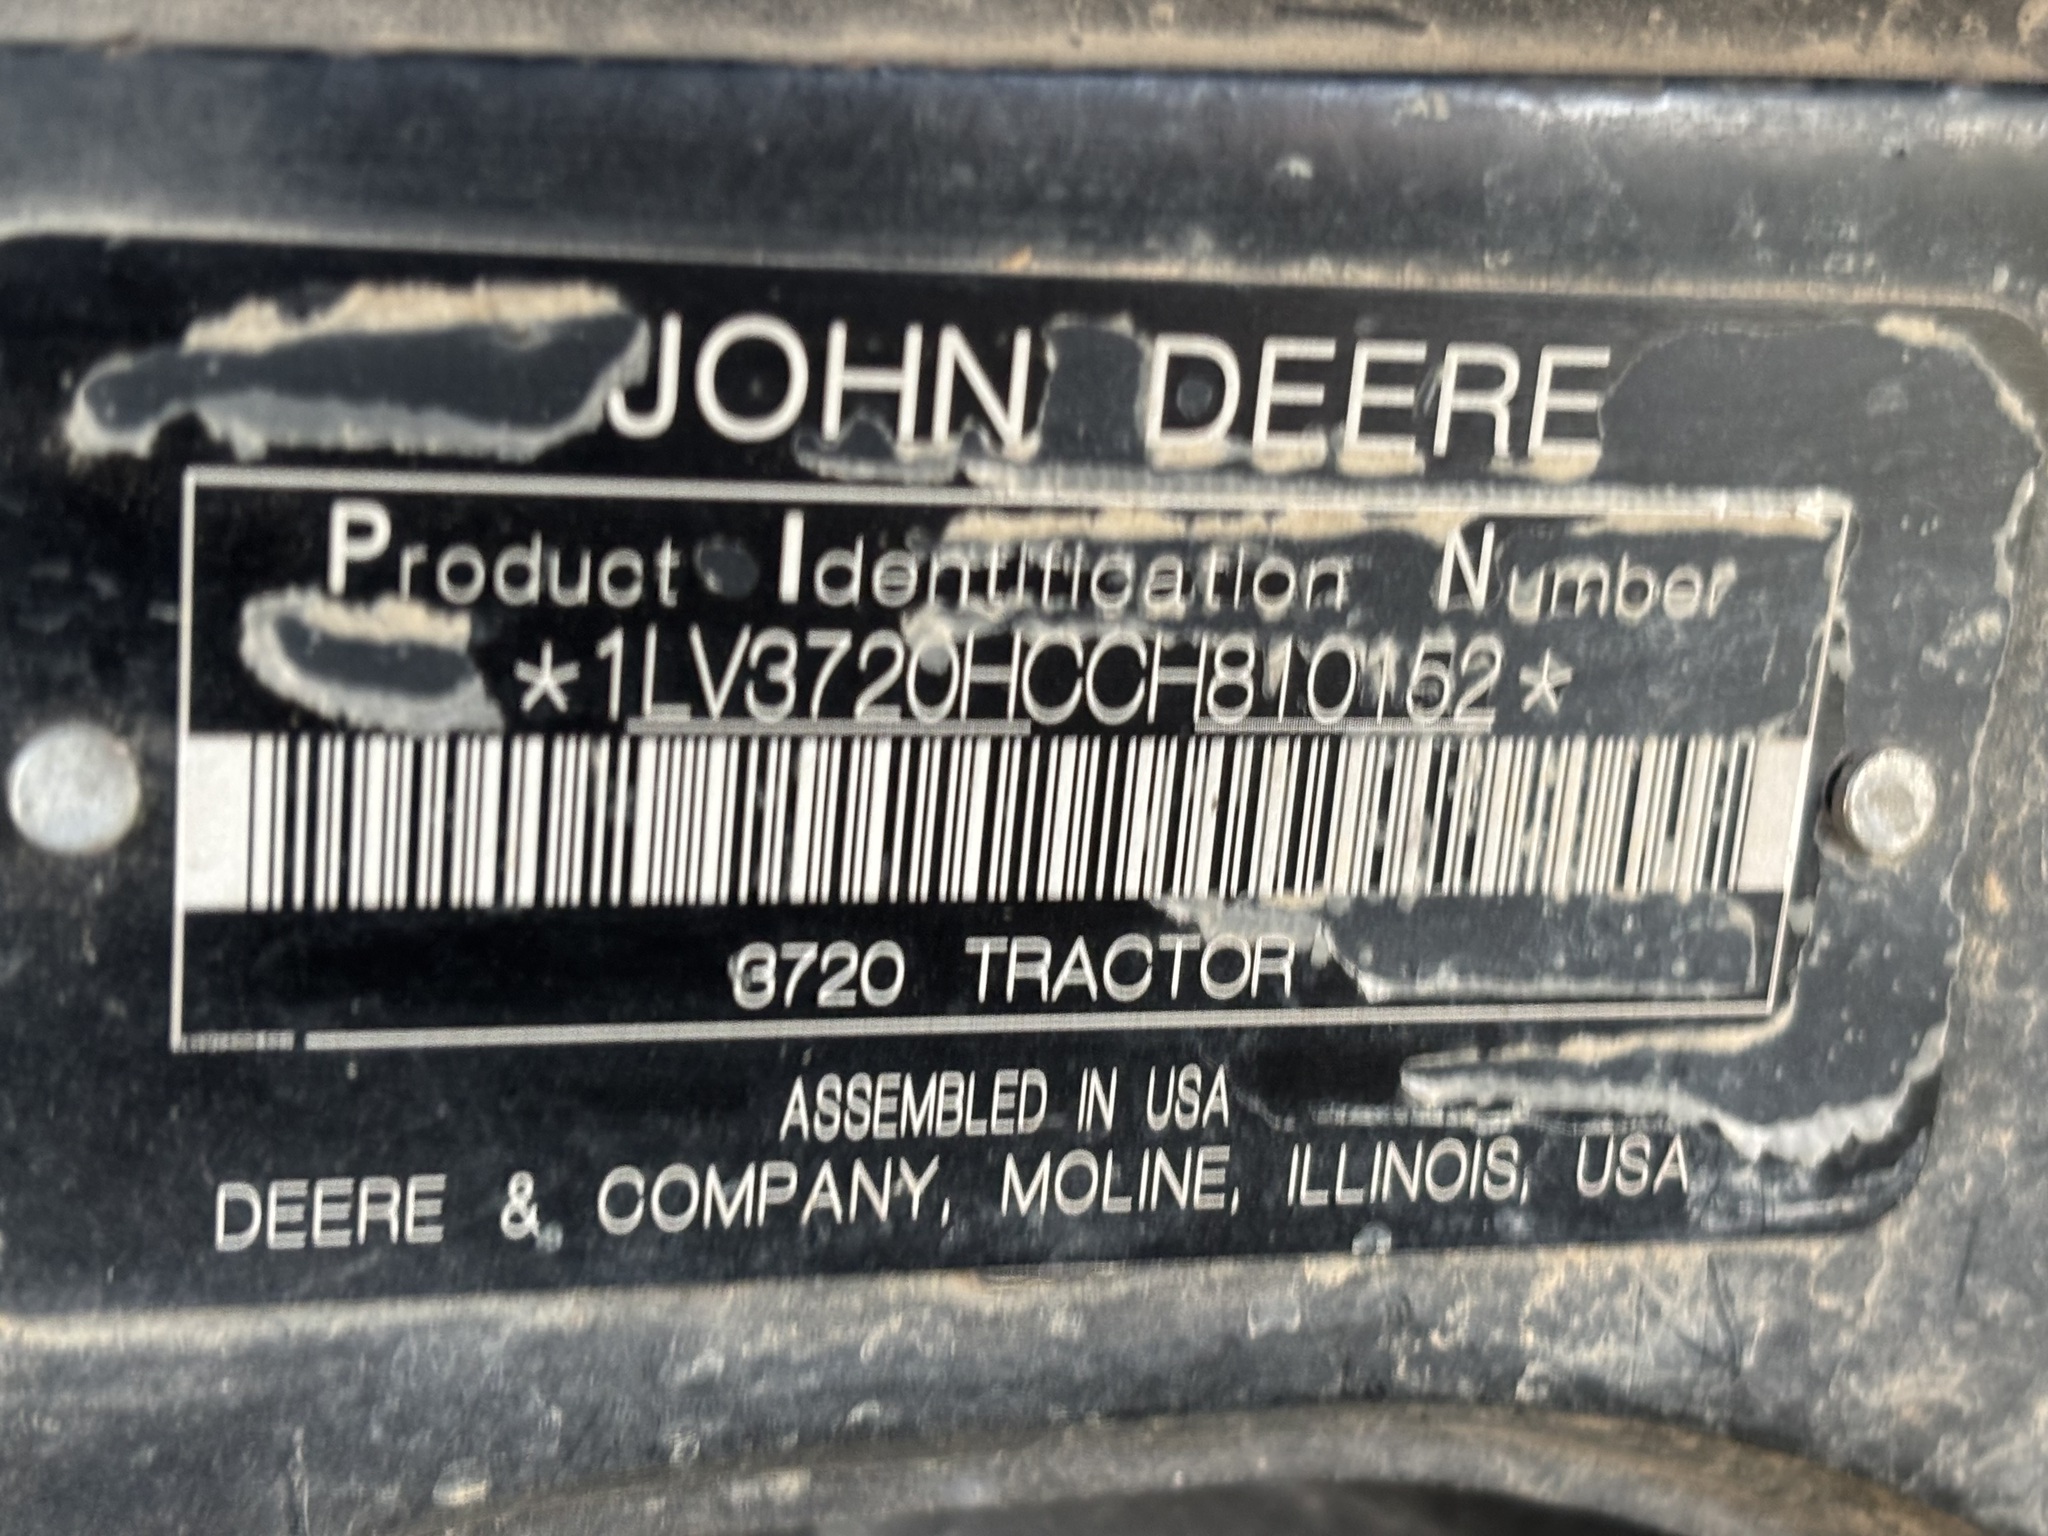 JOHN DEERE
Product Identification Number
*1LV3720HCCH810152*
3720 TRACTOR
ASSEMBLED IN USA
DEERE & COMPANY, MOLINE, ILLINOIS, USA